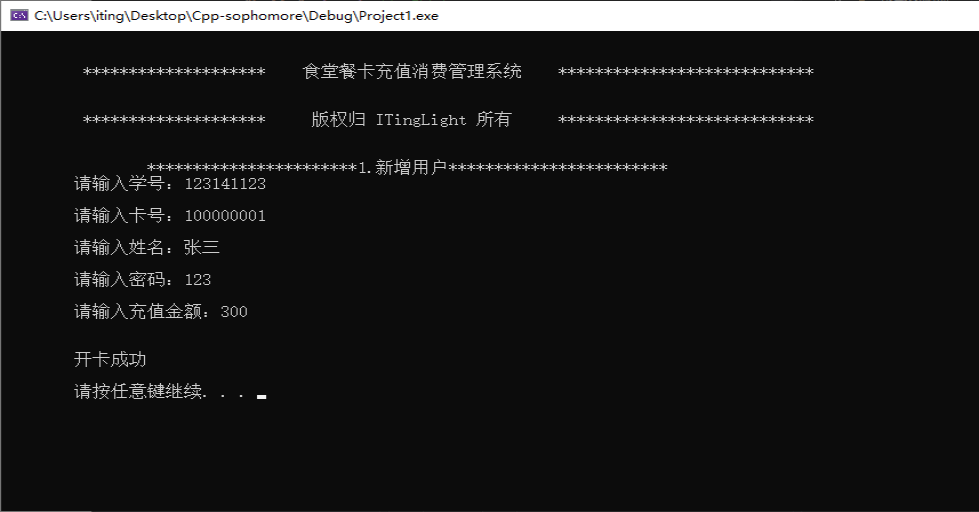 C:\Users\iting\Desktop\Cpp-sophomore\Debug\Project1.exe
******************** 食堂餐卡充值消费管理系统 ****************************
******************** 版权归 ITingLight 所有 ****************************
***********************1.新增用户************************
请输入学号：123141123
请输入卡号：100000001
请输入姓名：张三
请输入密码：123
请输入充值金额：300
开卡成功
请按任意键继续. . .